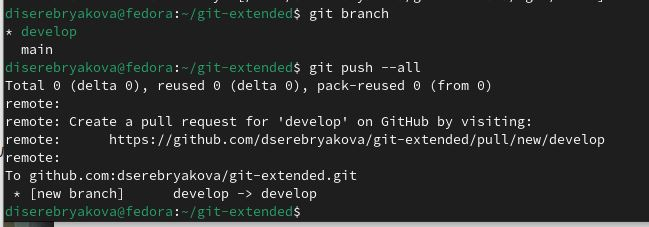 diserebryakova@fedora:~/git-extended$ git branch
* develop
  main
diserebryakova@fedora:~/git-extended$ git push --all
Total 0 (delta 0), reused 0 (delta 0), pack-reused 0 (from 0)
remote:
remote: Create a pull request for 'develop' on GitHub by visiting:
remote:      https://github.com/dserebryakova/git-extended/pull/new/develop
remote:
To github.com:dserebryakova/git-extended.git
 * [new branch]      develop -> develop
diserebryakova@fedora:~/git-extended$